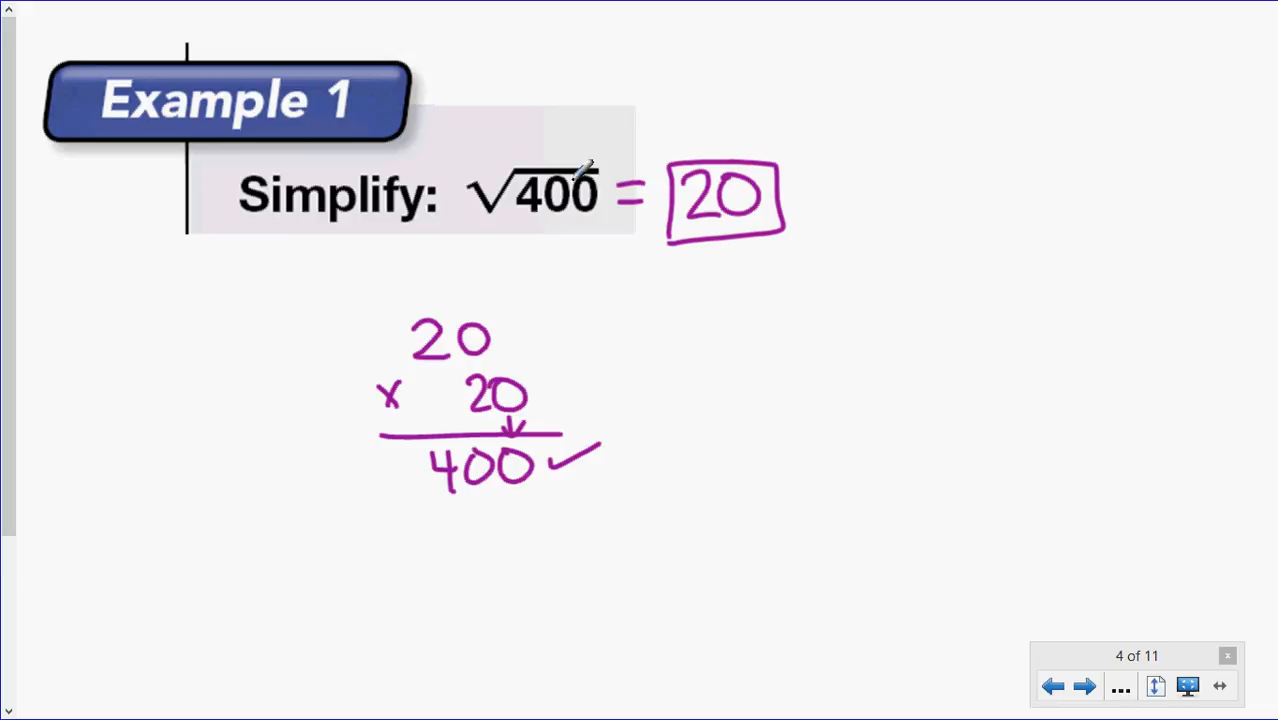 Example 1
Simplify: √400 = 20
20
x 20
400 ✓
4 of 11